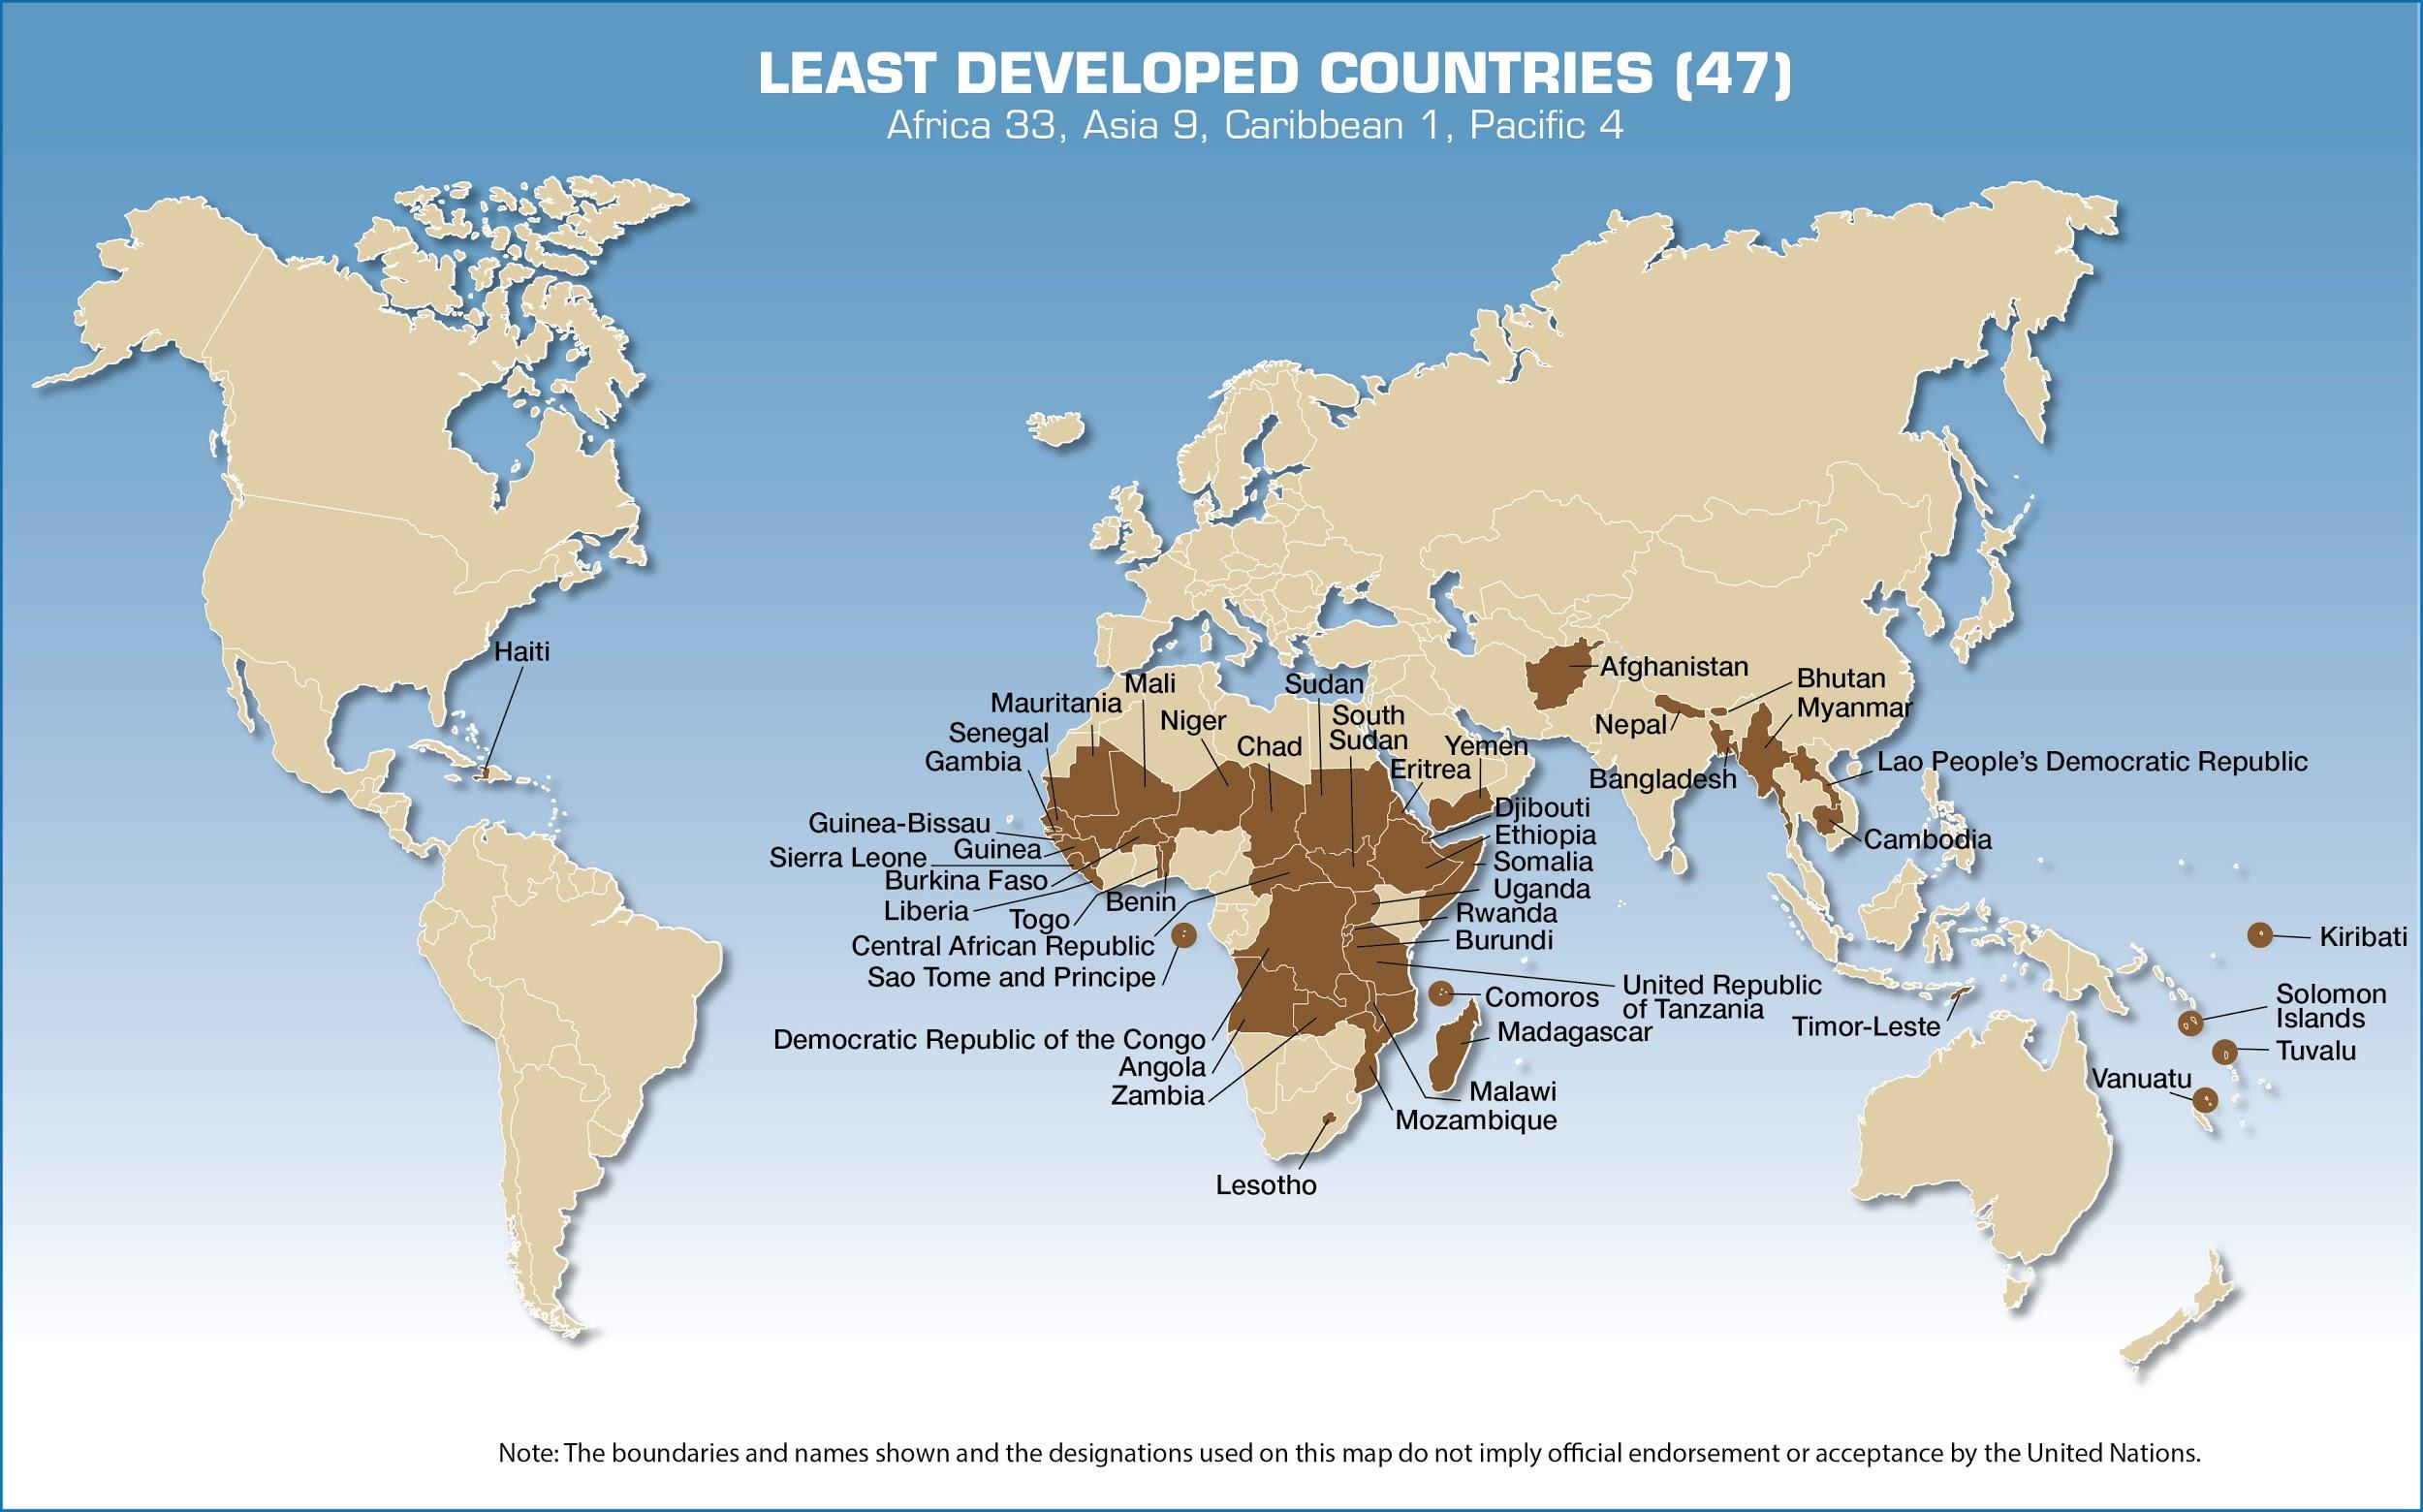 LEAST DEVELOPED COUNTRIES (47)
Africa 33, Asia 9, Caribbean 1, Pacific 4
Haiti
Mauritania
Mali
Senegal
Gambia
Niger
Chad
Sudan
South
Sudan
Yemen
Eritrea
Djibouti
Ethiopia
Somalia
Uganda
Rwanda
Burundi
United Republic
of Tanzania
Comoros
Madagascar
Malawi
Mozambique
Guinea-Bissau
Guinea
Sierra Leone
Burkina Faso
Liberia
Togo
Benin
Central African Republic
Sao Tome and Principe
Democratic Republic of the Congo
Angola
Zambia
Lesotho
Afghanistan
Bhutan
Myanmar
Nepal
Bangladesh
Lao People’s Democratic Republic
Cambodia
Timor-Leste
Kiribati
Solomon
Islands
Tuvalu
Vanuatu
Note: The boundaries and names shown and the designations used on this map do not imply official endorsement or acceptance by the United Nations.